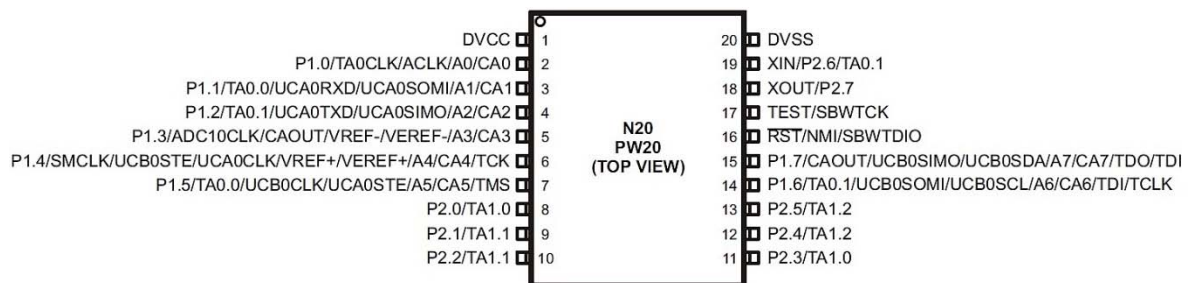 DVCC 1 20 DVSS
P1.0/TA0CLK/ACLK/A0/CA0 2 19 XIN/P2.6/TA0.1
P1.1/TA0.0/UCA0RXD/UCA0SOMI/A1/CA1 3 18 XOUT/P2.7
P1.2/TA0.1/UCA0TXD/UCA0SIMO/A2/CA2 4 17 TEST/SBWTCK
P1.3/ADC10CLK/CAOUT/VREF-/VEREF-/A3/CA3 5 N20 16 RST/NMI/SBWTDIO
PW20
P1.4/SMCLK/UCB0STE/UCA0CLK/VREF+/VEREF+/A4/CA4/TCK 6 (TOP VIEW) 15 P1.7/CAOUT/UCB0SIMO/UCB0SDA/A7/CA7/TDO/TDI
P1.5/TA0.0/UCB0CLK/UCA0STE/A5/CA5/TMS 7 14 P1.6/TA0.1/UCB0SOMI/UCB0SCL/A6/CA6/TDI/TCLK
P2.0/TA1.0 8 13 P2.5/TA1.2
P2.1/TA1.1 9 12 P2.4/TA1.2
P2.2/TA1.1 10 11 P2.3/TA1.0